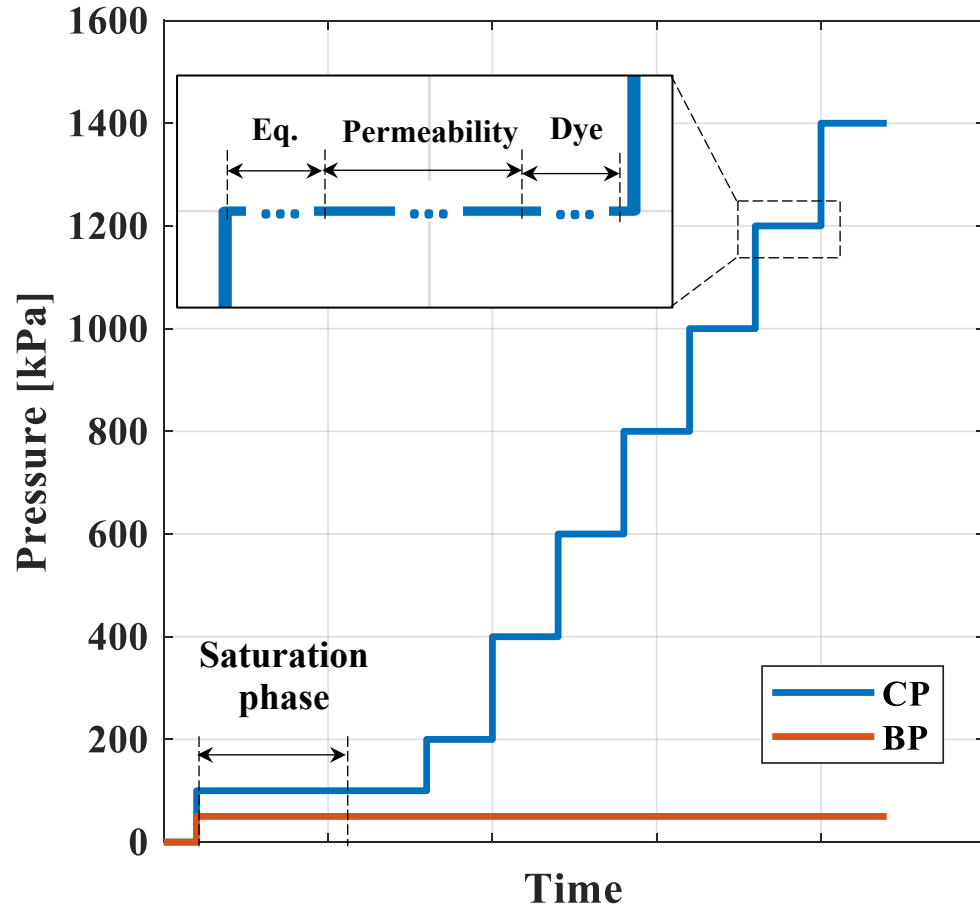 1600
1400
1200
1000
800
600
400
200
0
Pressure [kPa]
Eq.
Permeability
Dye
Saturation
phase
CP
BP
Time